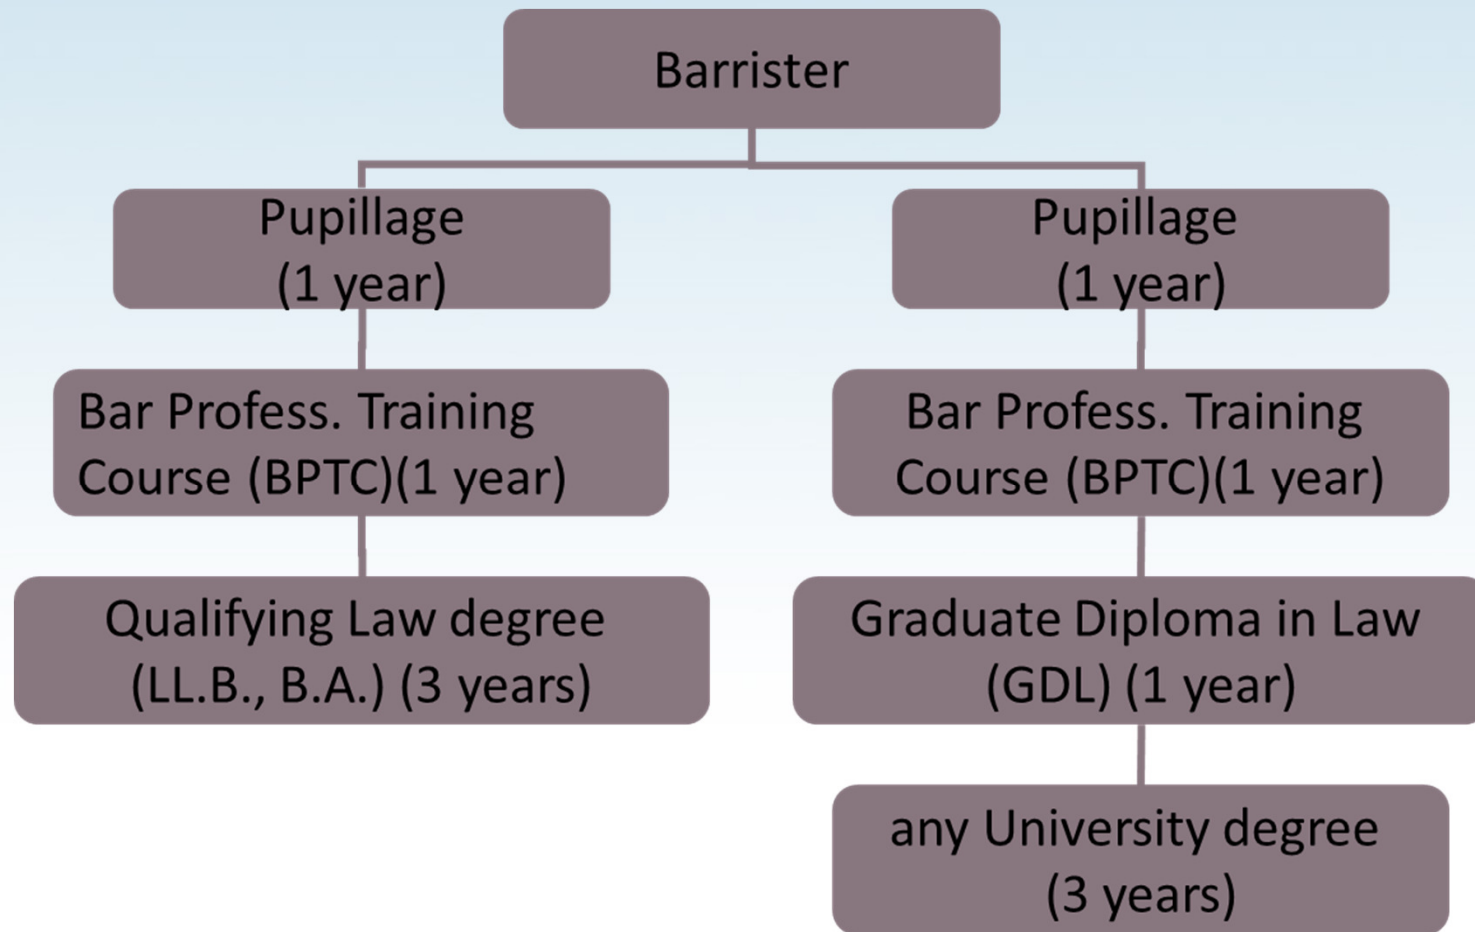 Barrister
Pupillage
(1 year)
Pupillage
(1 year)
Bar Profess. Training
Course (BPTC)(1 year)
Bar Profess. Training
Course (BPTC)(1 year)
Qualifying Law degree
(LL.B., B.A.) (3 years)
Graduate Diploma in Law
(GDL) (1 year)
any University degree
(3 years)